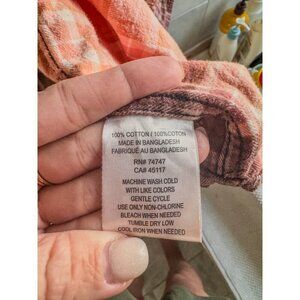 100% COTTON / 100% COTON
MADE IN BANGLADESH
FABRIQUÉ AU BANGLADESH
RN# 74747
CA# 45117
MACHINE WASH COLD
WITH LIKE COLORS
GENTLE CYCLE
USE ONLY NON-CHLORINE
BLEACH WHEN NEEDED
TUMBLE DRY LOW
COOL IRON WHEN NEEDED